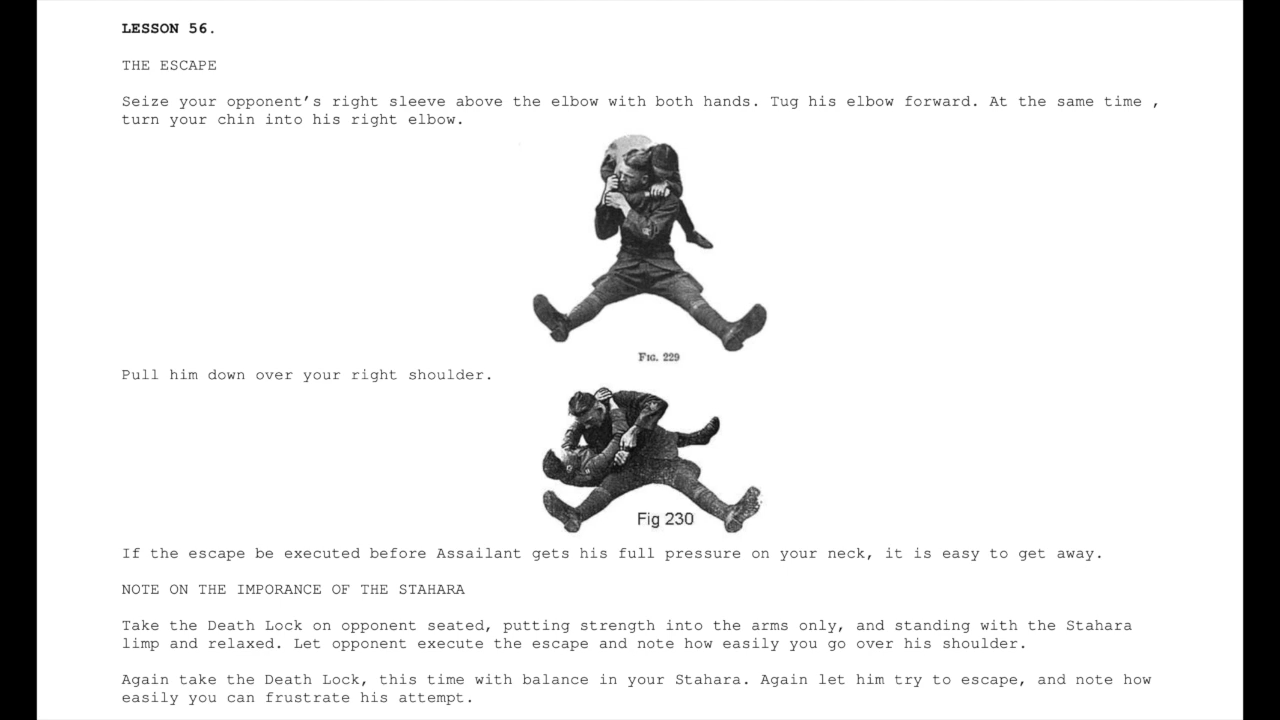 LESSON 56.
THE ESCAPE
Seize your opponent’s right sleeve above the elbow with both hands. Tug his elbow forward. At the same time ,
turn your chin into his right elbow.
Fig. 229
Pull him down over your right shoulder.
Fig 230
If the escape be executed before Assailant gets his full pressure on your neck, it is easy to get away.
NOTE ON THE IMPORANCE OF THE STAHARA
Take the Death Lock on opponent seated, putting strength into the arms only, and standing with the Stahara
limp and relaxed. Let opponent execute the escape and note how easily you go over his shoulder.
Again take the Death Lock, this time with balance in your Stahara. Again let him try to escape, and note how
easily you can frustrate his attempt.